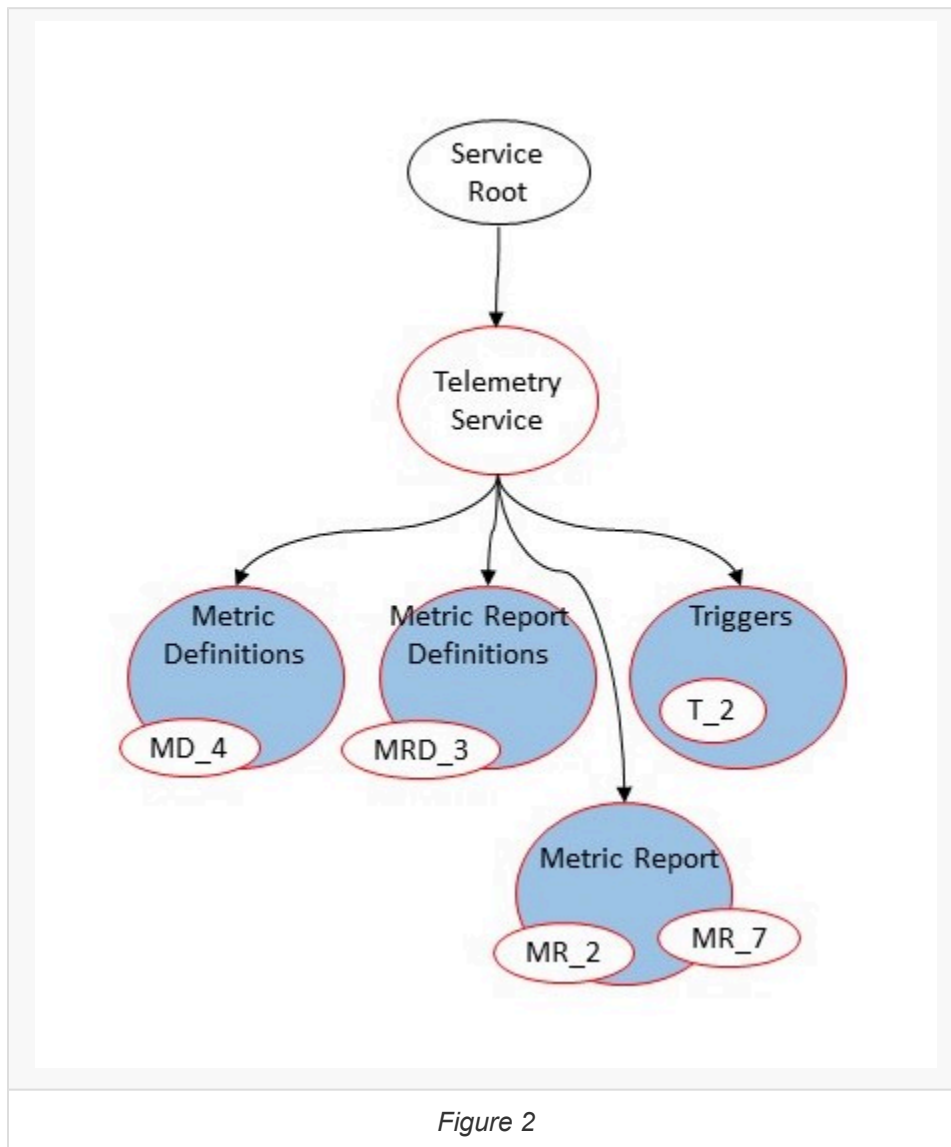 Service
Root
Telemetry
Service
Metric
Definitions
Metric Report
Definitions
Triggers
MD_4
MRD_3
T_2
Metric Report
MR_2
MR_7
Figure 2